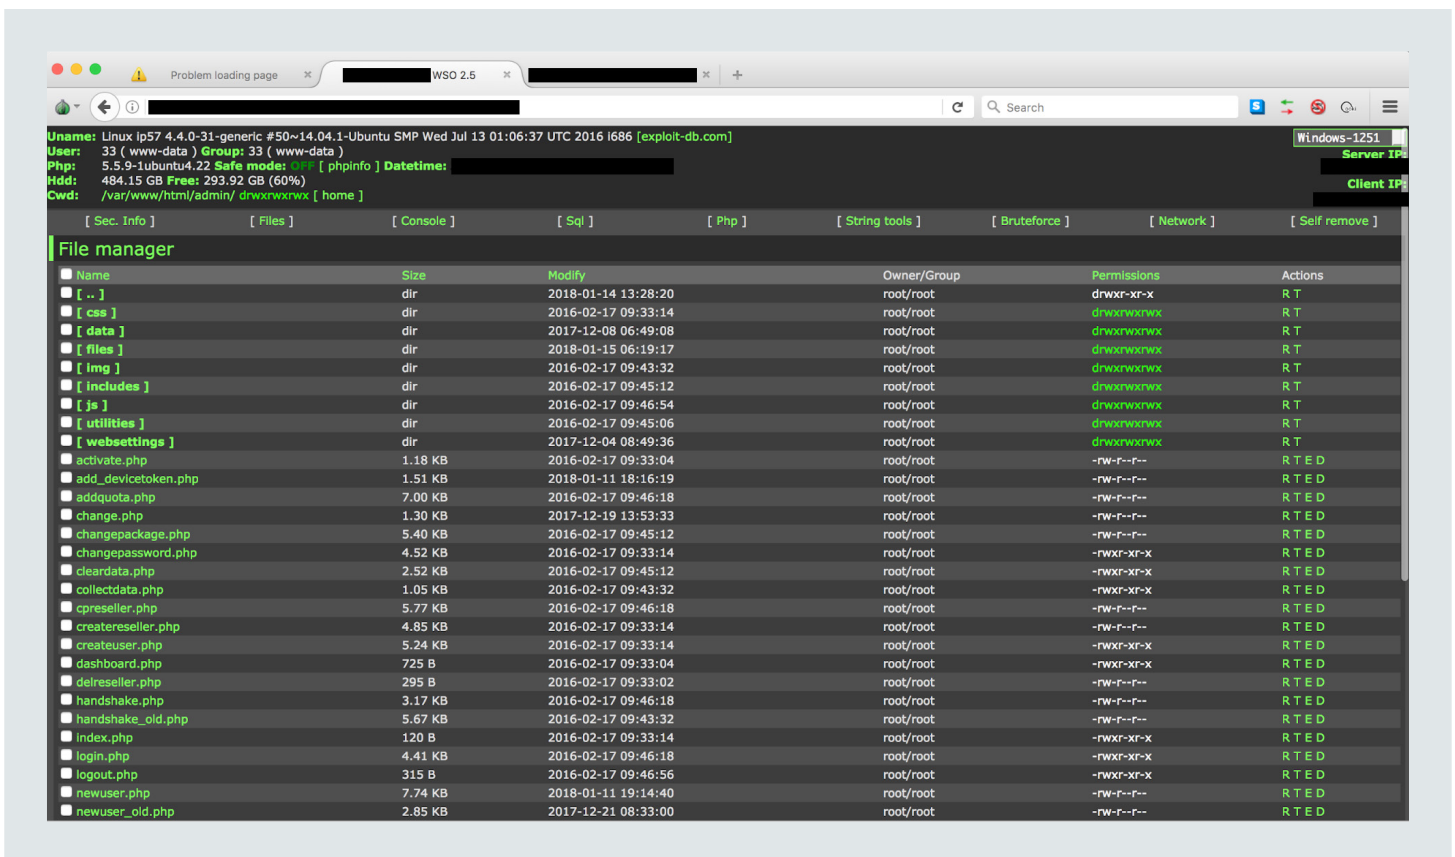 Problem loading page
WSO 2.5
Search
Uname: Linux ip57 4.4.0-31-generic #50~14.04.1-Ubuntu SMP Wed Jul 13 01:06:37 UTC 2016 i686 [exploit-db.com]
Windows-1251
User: 33 ( www-data ) Group: 33 ( www-data )
Server IP:
Php: 5.5.9-1ubuntu4.22 Safe mode: OFF [ phpinfo ] Datetime:
Hdd: 484.15 GB Free: 293.92 GB (60%)
Client IP:
Cwd: /var/www/html/admin/ drwxrwxrwx [ home ]
[ Sec. Info ] [ Files ] [ Console ] [ Sql ] [ Php ] [ String tools ] [ Bruteforce ] [ Network ] [ Self remove ]
File manager
Name Size Modify Owner/Group Permissions Actions
[ .. ] dir 2018-01-14 13:28:20 root/root drwxr-xr-x R T
[ css ] dir 2016-02-17 09:33:14 root/root drwxrwxrwx R T
[ data ] dir 2017-12-08 06:49:08 root/root drwxrwxrwx R T
[ files ] dir 2018-01-15 06:19:17 root/root drwxrwxrwx R T
[ img ] dir 2016-02-17 09:43:32 root/root drwxrwxrwx R T
[ includes ] dir 2016-02-17 09:45:12 root/root drwxrwxrwx R T
[ js ] dir 2016-02-17 09:46:54 root/root drwxrwxrwx R T
[ utilities ] dir 2016-02-17 09:45:06 root/root drwxrwxrwx R T
[ websettings ] dir 2017-12-04 08:49:36 root/root drwxrwxrwx R T
activate.php 1.18 KB 2016-02-17 09:33:04 root/root -rw-r--r-- R T E D
add_devicetoken.php 1.51 KB 2018-01-11 18:16:19 root/root -rw-r--r-- R T E D
addquota.php 7.00 KB 2016-02-17 09:46:18 root/root -rw-r--r-- R T E D
change.php 1.30 KB 2017-12-19 13:53:33 root/root -rw-r--r-- R T E D
changepackage.php 5.40 KB 2016-02-17 09:45:12 root/root -rw-r--r-- R T E D
changepassword.php 4.52 KB 2016-02-17 09:33:14 root/root -rwxr-xr-x R T E D
cleardata.php 2.52 KB 2016-02-17 09:45:12 root/root -rwxr-xr-x R T E D
collectdata.php 1.05 KB 2016-02-17 09:43:32 root/root -rwxr-xr-x R T E D
cpreseller.php 5.77 KB 2016-02-17 09:46:18 root/root -rw-r--r-- R T E D
createreseller.php 4.85 KB 2016-02-17 09:33:14 root/root -rw-r--r-- R T E D
createuser.php 5.24 KB 2016-02-17 09:33:14 root/root -rwxr-xr-x R T E D
dashboard.php 725 B 2016-02-17 09:33:04 root/root -rwxr-xr-x R T E D
delreseller.php 295 B 2016-02-17 09:33:02 root/root -rw-r--r-- R T E D
handshake.php 3.17 KB 2016-02-17 09:46:18 root/root -rw-r--r-- R T E D
handshake_old.php 5.67 KB 2016-02-17 09:43:32 root/root -rw-r--r-- R T E D
index.php 120 B 2016-02-17 09:33:14 root/root -rwxr-xr-x R T E D
login.php 4.41 KB 2016-02-17 09:46:18 root/root -rwxr-xr-x R T E D
logout.php 315 B 2016-02-17 09:46:56 root/root -rwxr-xr-x R T E D
newuser.php 7.74 KB 2018-01-11 19:14:40 root/root -rw-r--r-- R T E D
newuser_old.php 2.85 KB 2017-12-21 08:33:00 root/root -rw-r--r-- R T E D